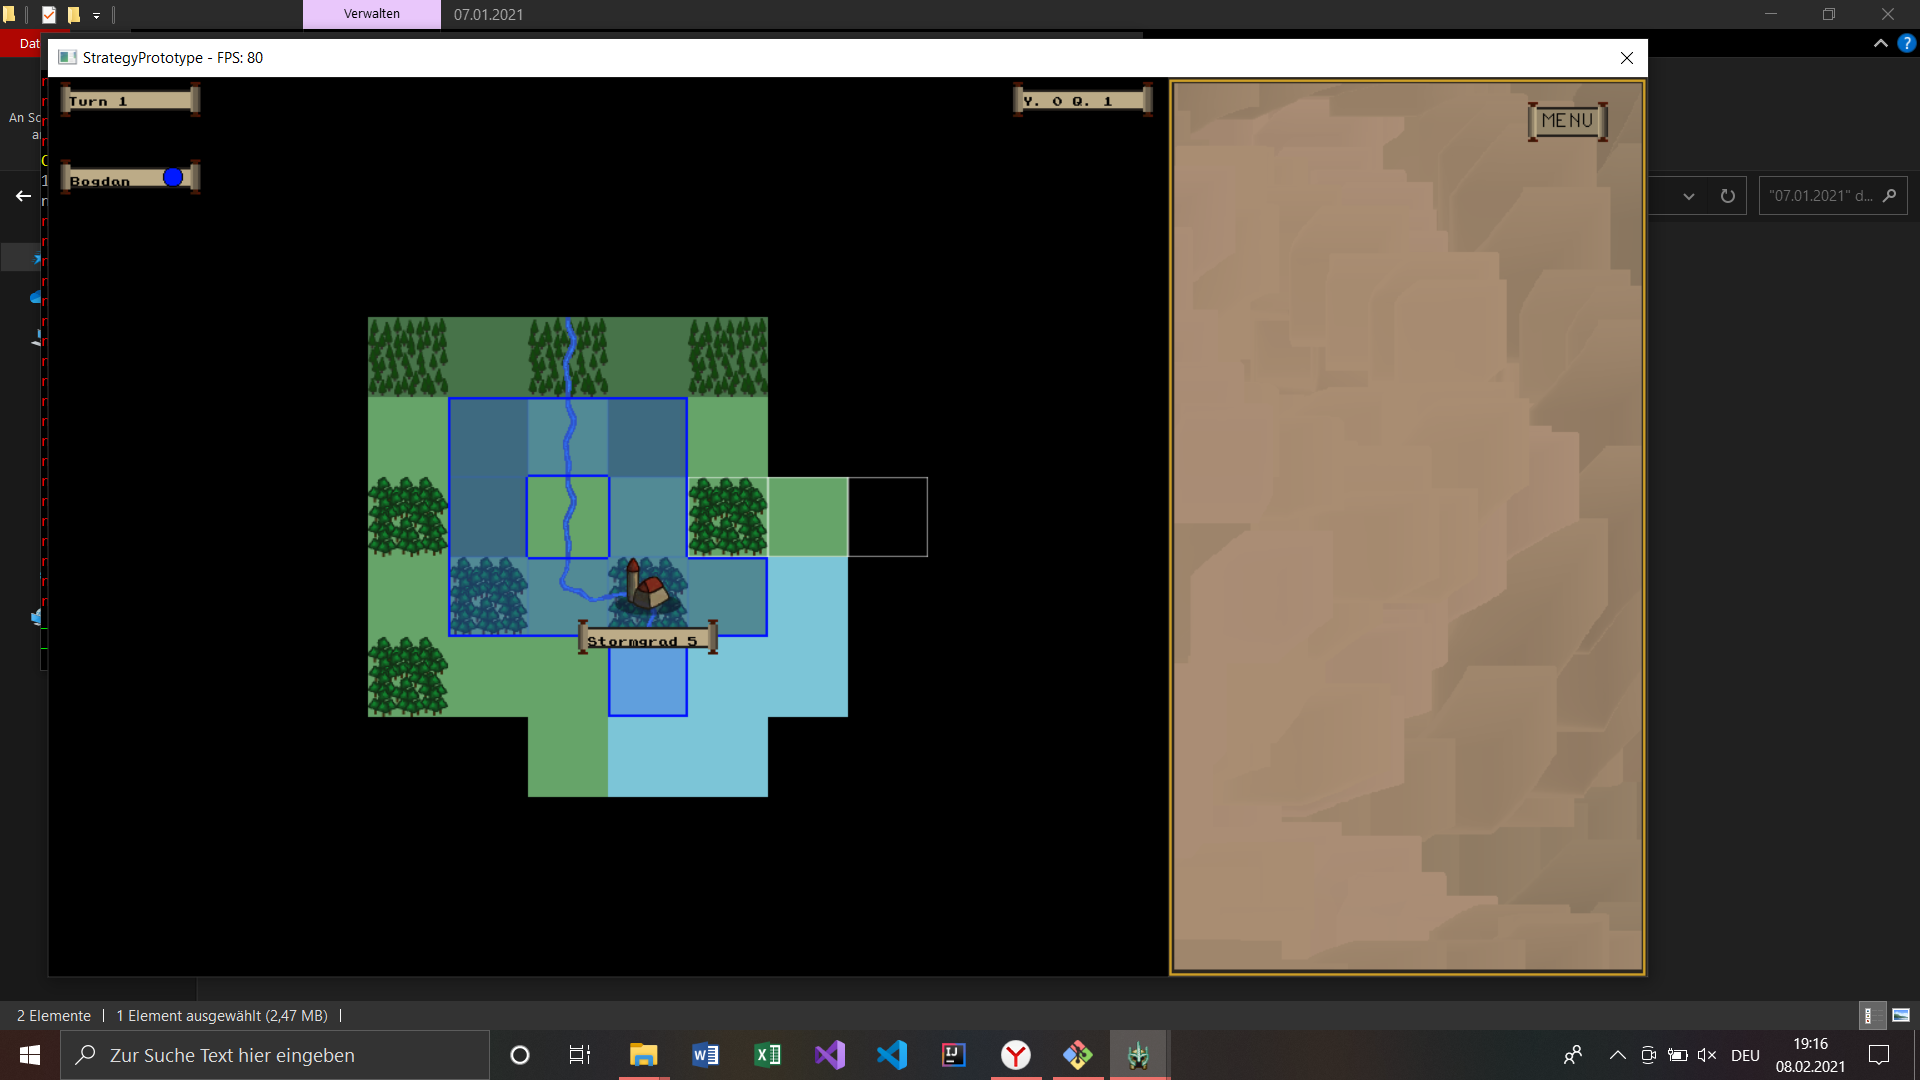 Verwalten
07.01.2021
Dat
StrategyPrototype - FPS: 80
?
Turn 1
Y. 0 Q. 1
MENU
An Sc
a
Bogdan
"07.01.2021" d...
Stormgrad 5
2 Elemente
1 Element ausgewählt (2,47 MB)
Zur Suche Text hier eingeben
DEU
19:16
08.02.2021